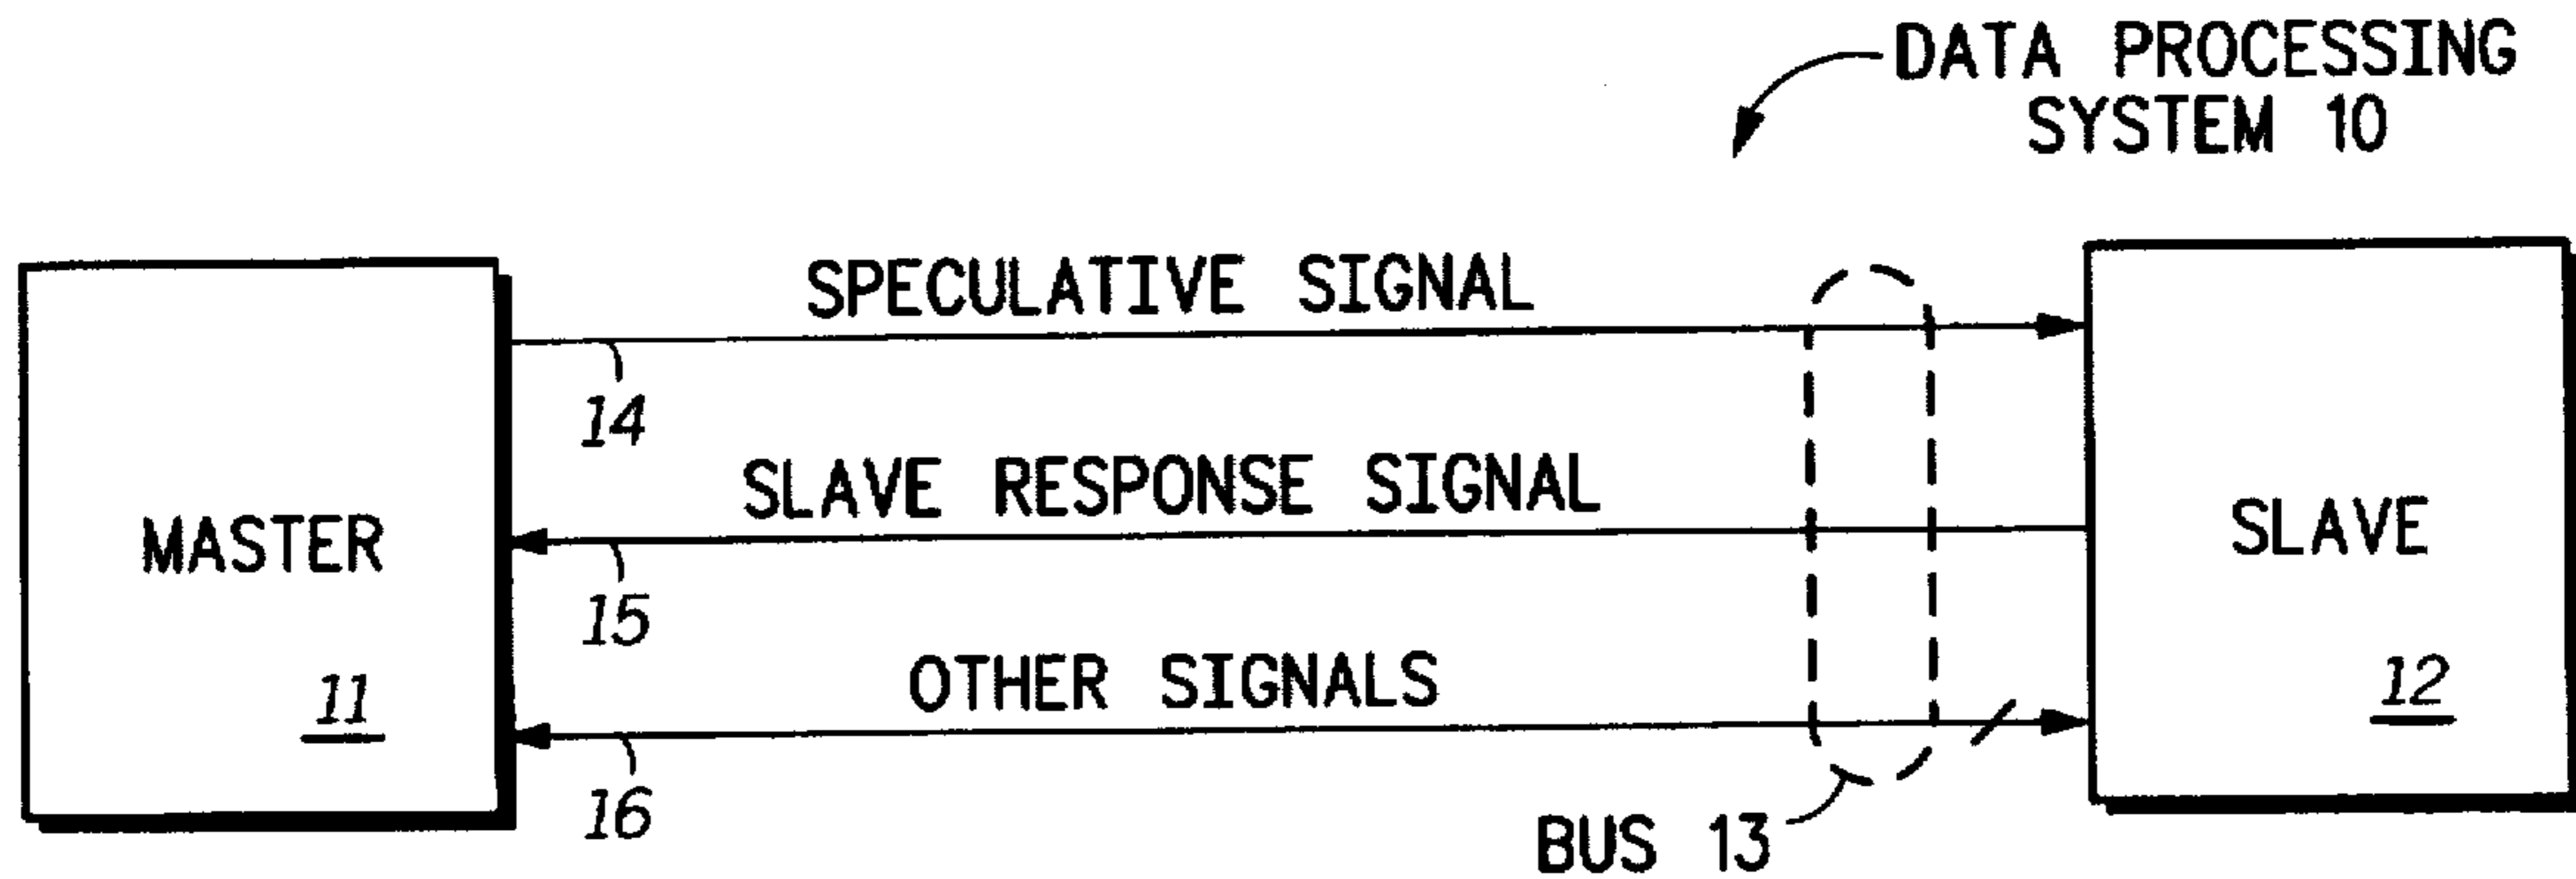 DATA PROCESSING
SYSTEM 10
SPECULATIVE SIGNAL
14
SLAVE RESPONSE SIGNAL
MASTER
SLAVE
15
OTHER SIGNALS
11
12
16
BUS 13